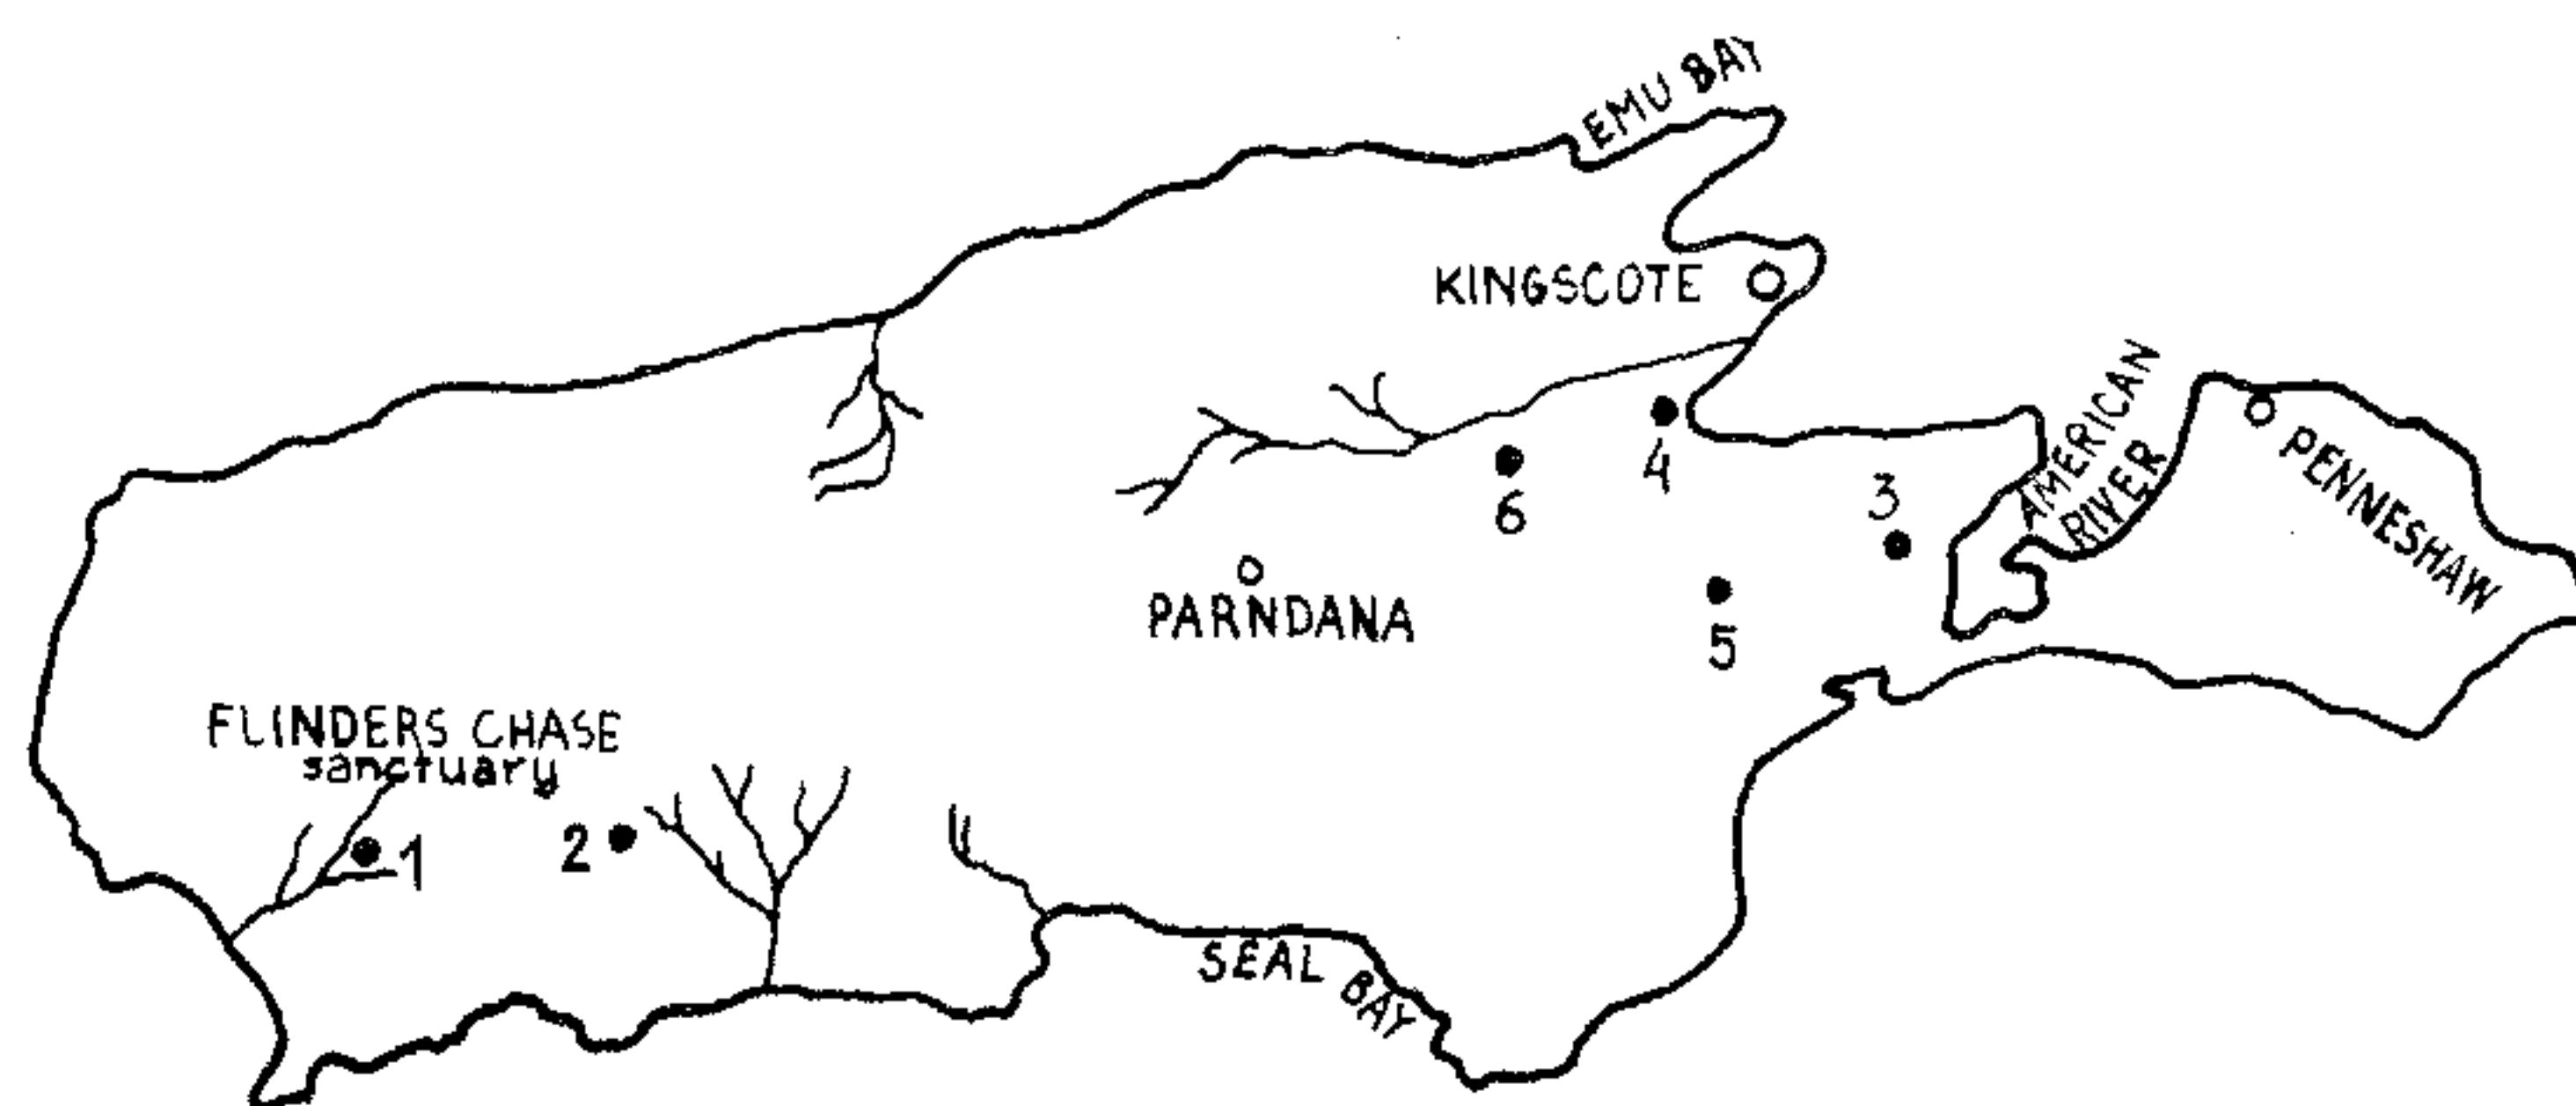 EMU BAY
KINGSCOTE
AMERICAN
RIVER
PENNESHAW
4
6
3
5
PARNDANA
FLINDERS CHASE
sanctuary
1
2
SEAL BAY